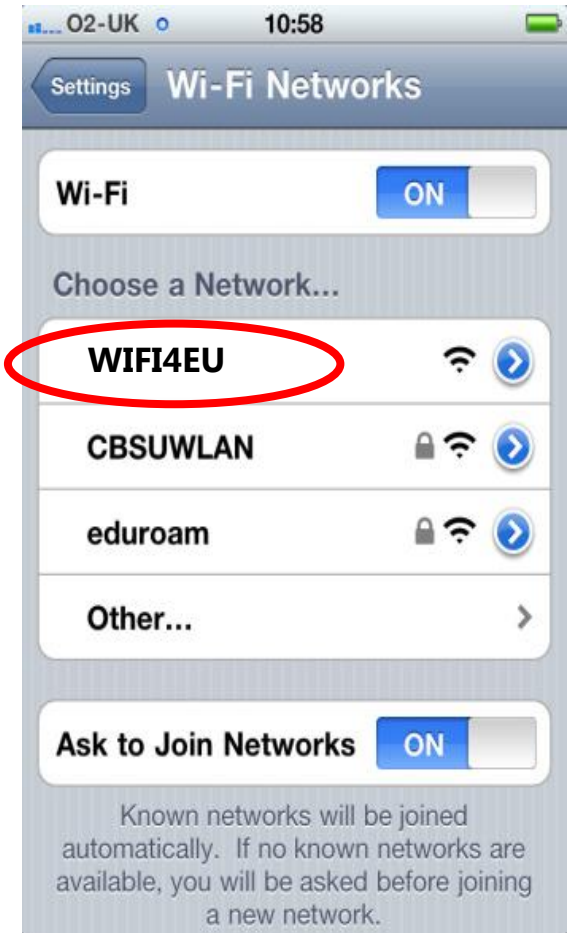 O2-UK 10:58
Settings Wi-Fi Networks
Wi-Fi ON
Choose a Network...
WIFI4EU
CBSUWLAN
eduroam
Other...
Ask to Join Networks ON
Known networks will be joined
automatically. If no known networks are
available, you will be asked before joining
a new network.